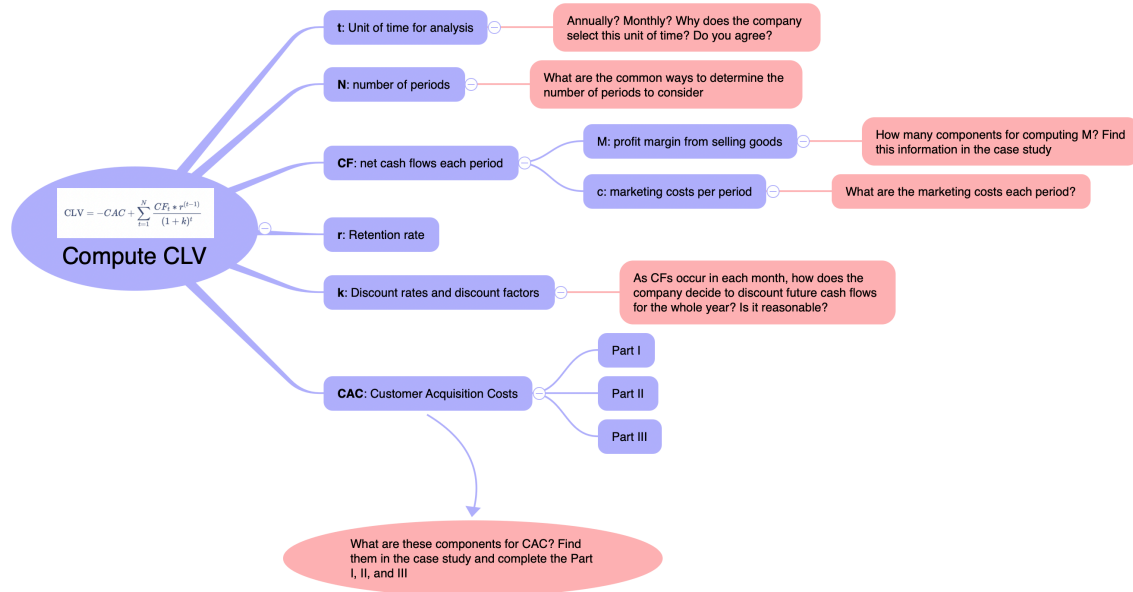 t: Unit of time for analysis
Annually? Monthly? Why does the company
select this unit of time? Do you agree?
N: number of periods
What are the common ways to determine the
number of periods to consider
CF: net cash flows each period
M: profit margin from selling goods
How many components for computing M? Find
this information in the case study
c: marketing costs per period
What are the marketing costs each period?
CLV = −CAC + \sum_{t=1}^{N} \frac{CF_t * r^{(t−1)}}{(1 + k)^t}
Compute CLV
r: Retention rate
k: Discount rates and discount factors
As CFs occur in each month, how does the
company decide to discount future cash flows
for the whole year? Is it reasonable?
CAC: Customer Acquisition Costs
Part I
Part II
Part III
What are these components for CAC? Find
them in the case study and complete the Part
I, II, and III